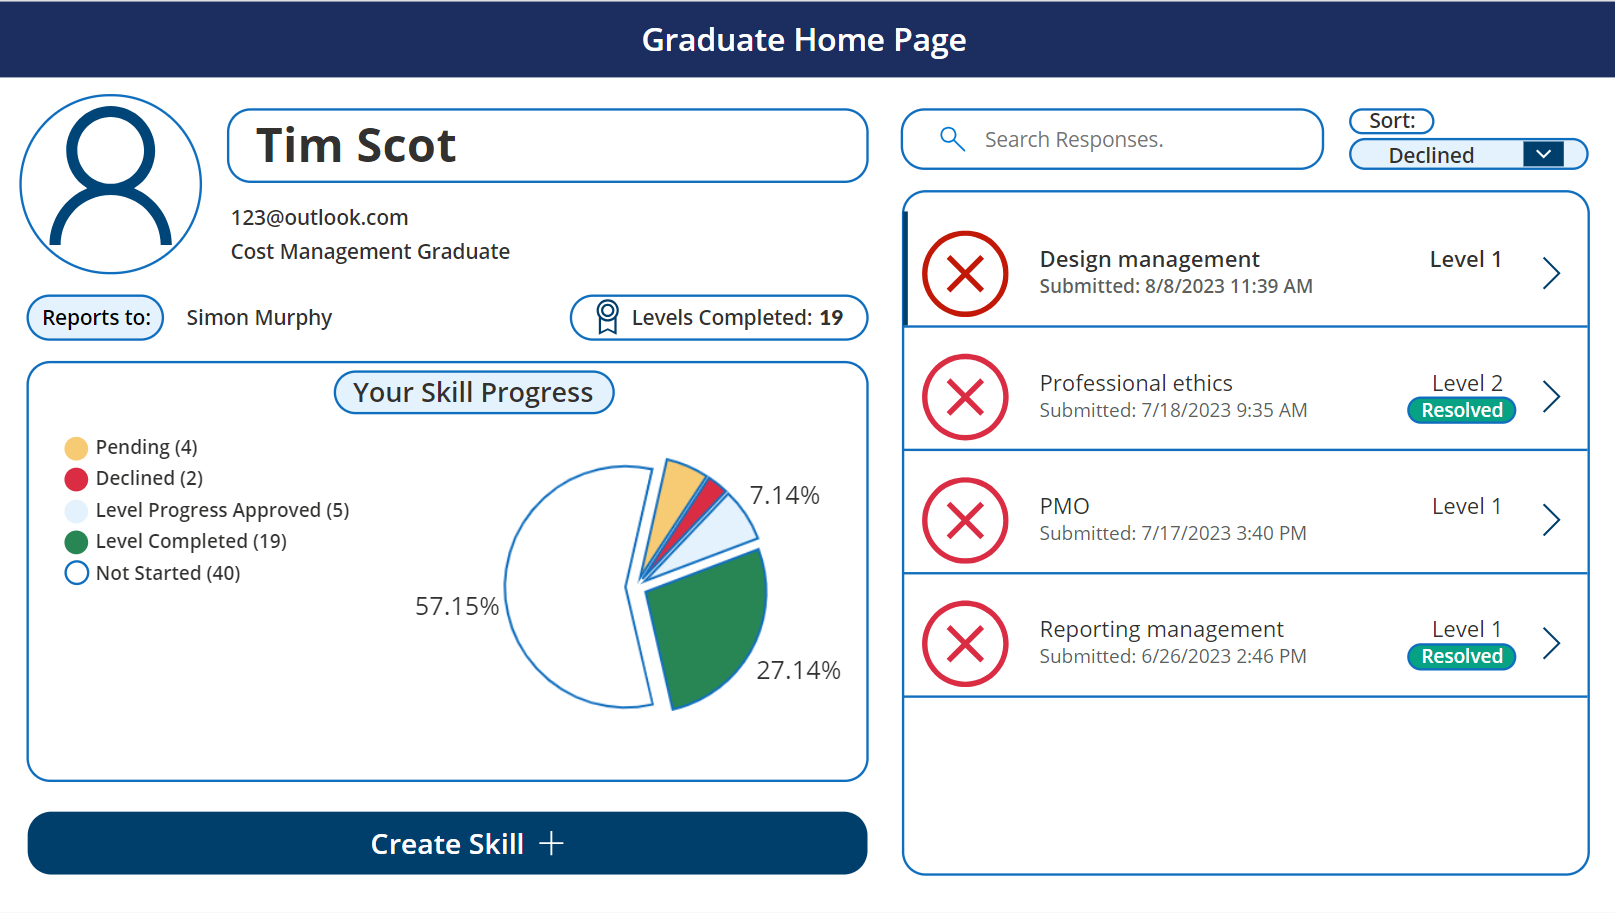 Graduate Home Page
Tim Scot
123@outlook.com
Cost Management Graduate
Reports to:
Simon Murphy
Levels Completed: 19
Your Skill Progress
Pending (4)
Declined (2)
Level Progress Approved (5)
Level Completed (19)
Not Started (40)
7.14%
57.15%
27.14%
Create Skill
Search Responses.
Sort:
Declined
Design management
Level 1
Submitted: 8/8/2023 11:39 AM
Professional ethics
Level 2
Submitted: 7/18/2023 9:35 AM
Resolved
PMO
Level 1
Submitted: 7/17/2023 3:40 PM
Reporting management
Level 1
Submitted: 6/26/2023 2:46 PM
Resolved